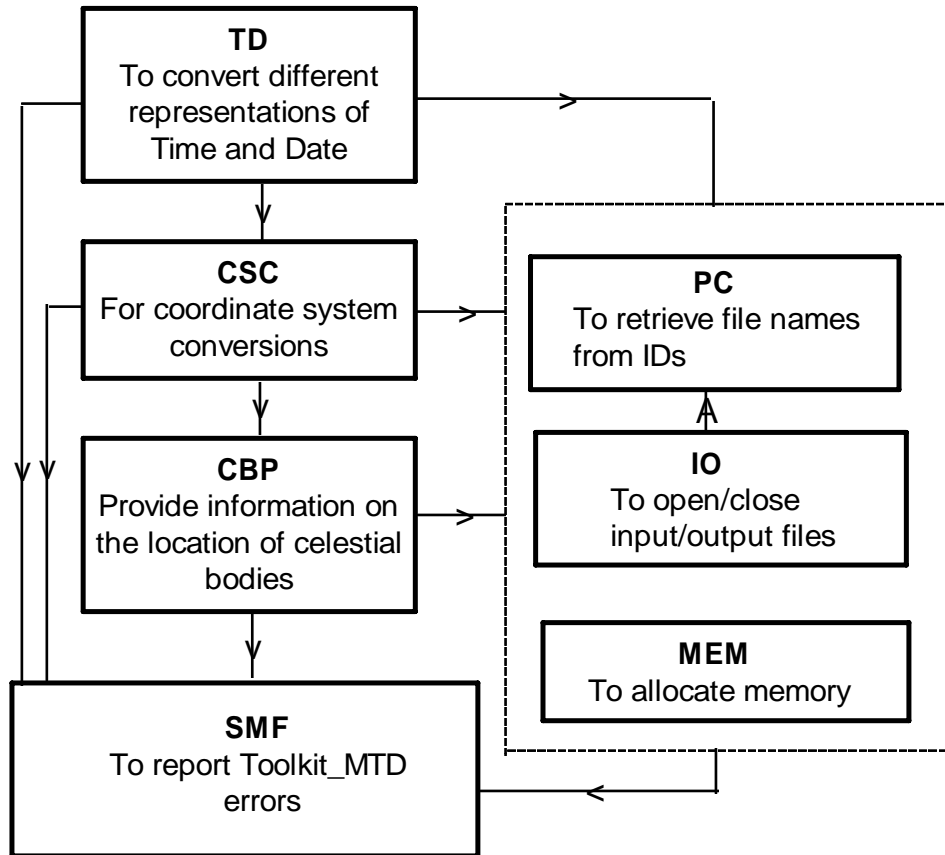 TD
To convert different
representations of
Time and Date
CSC
For coordinate system
conversions
CBP
Provide information on
the location of celestial
bodies
SMF
To report Toolkit_MTD
errors
PC
To retrieve file names
from IDs
IO
To open/close
input/output files
MEM
To allocate memory